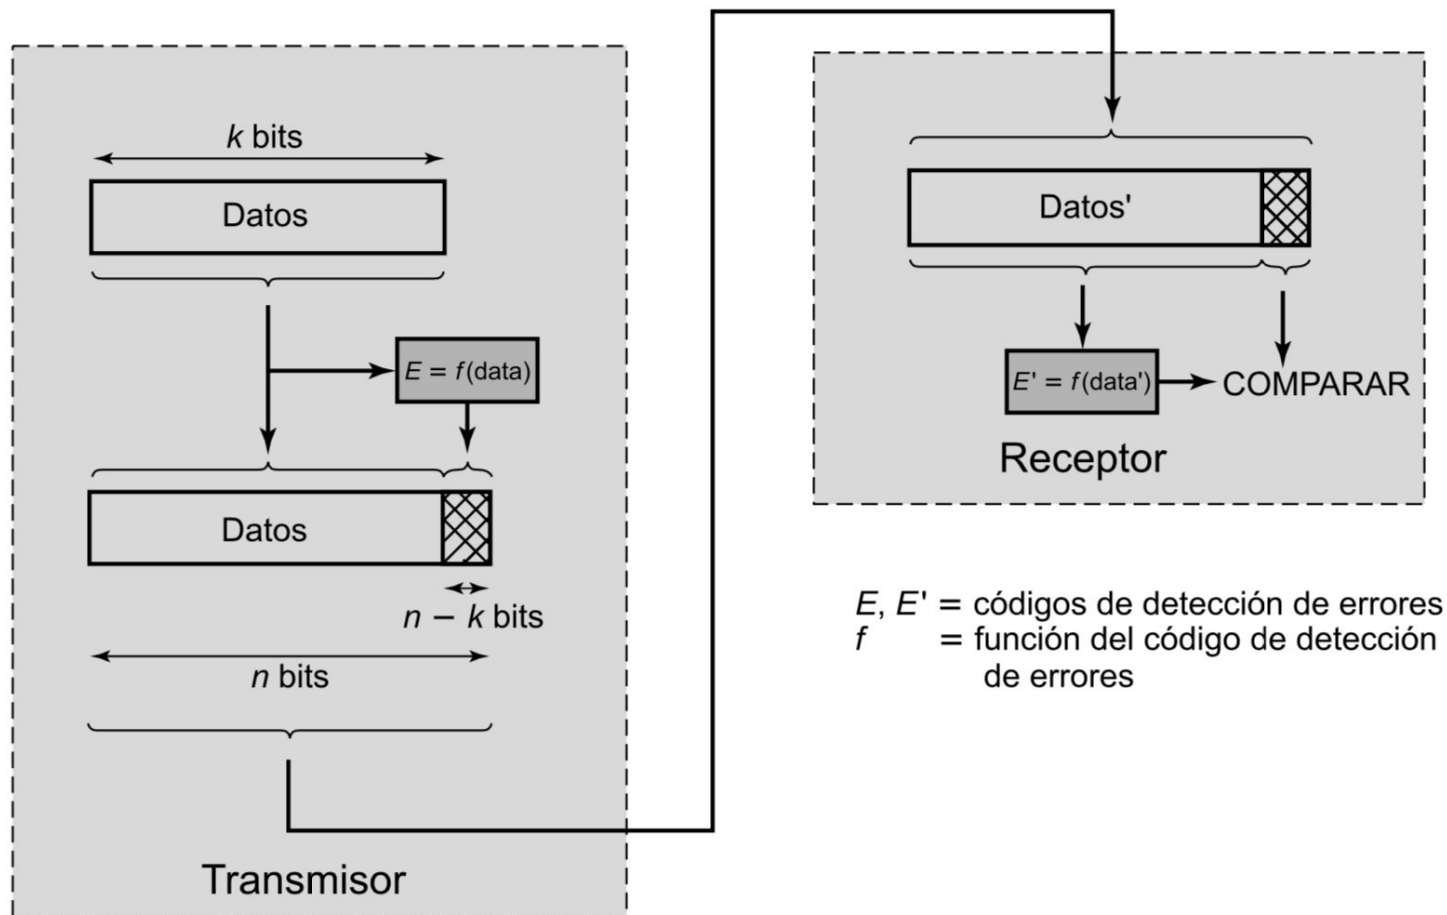 k bits
Datos
E = f(data)
Datos
n − k bits
n bits
Transmisor
Datos'
E' = f(data')
COMPARAR
Receptor
E, E' = códigos de detección de errores
f = función del código de detección
de errores